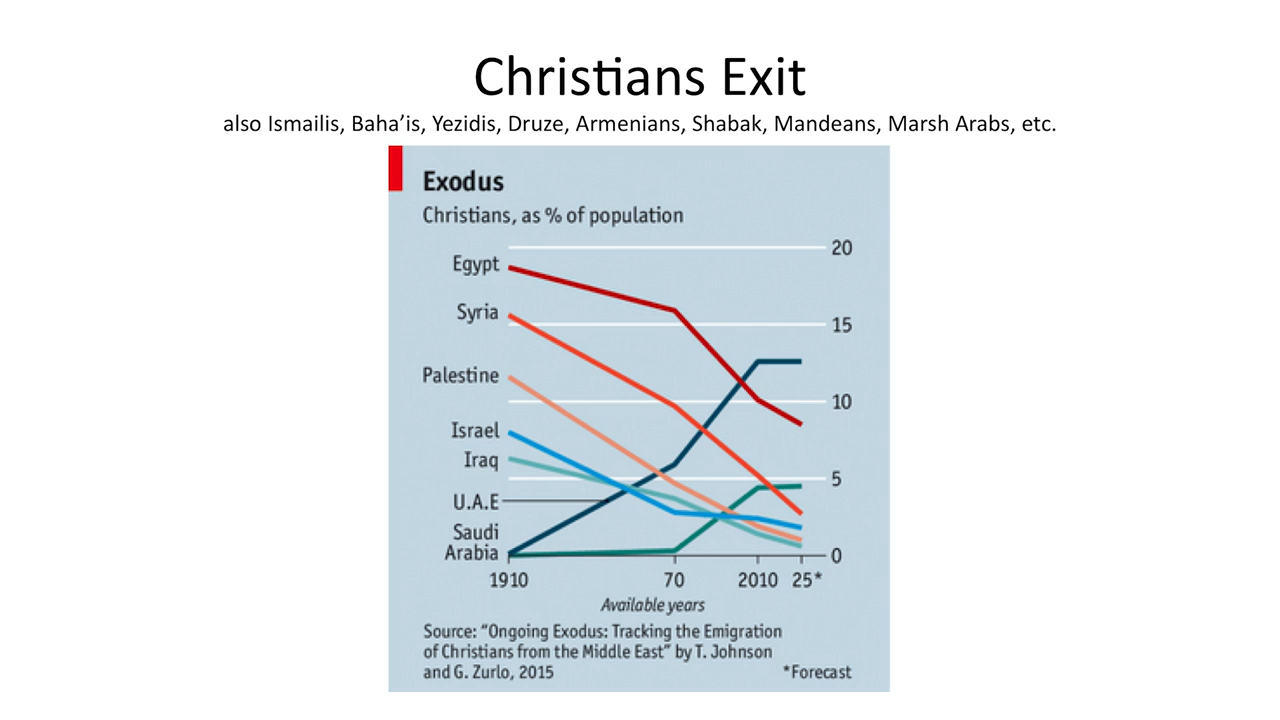 Christians Exit
also Ismailis, Baha’is, Yezidis, Druze, Armenians, Shabak, Mandeans, Marsh Arabs, etc.
Exodus
Christians, as % of population
20
Egypt
Syria
15
Palestine
10
Israel
Iraq
5
U.A.E
Saudi
Arabia
0
1910 70 2010 25*
Available years
Source: “Ongoing Exodus: Tracking the Emigration
of Christians from the Middle East” by T. Johnson
and G. Zurlo, 2015
*Forecast